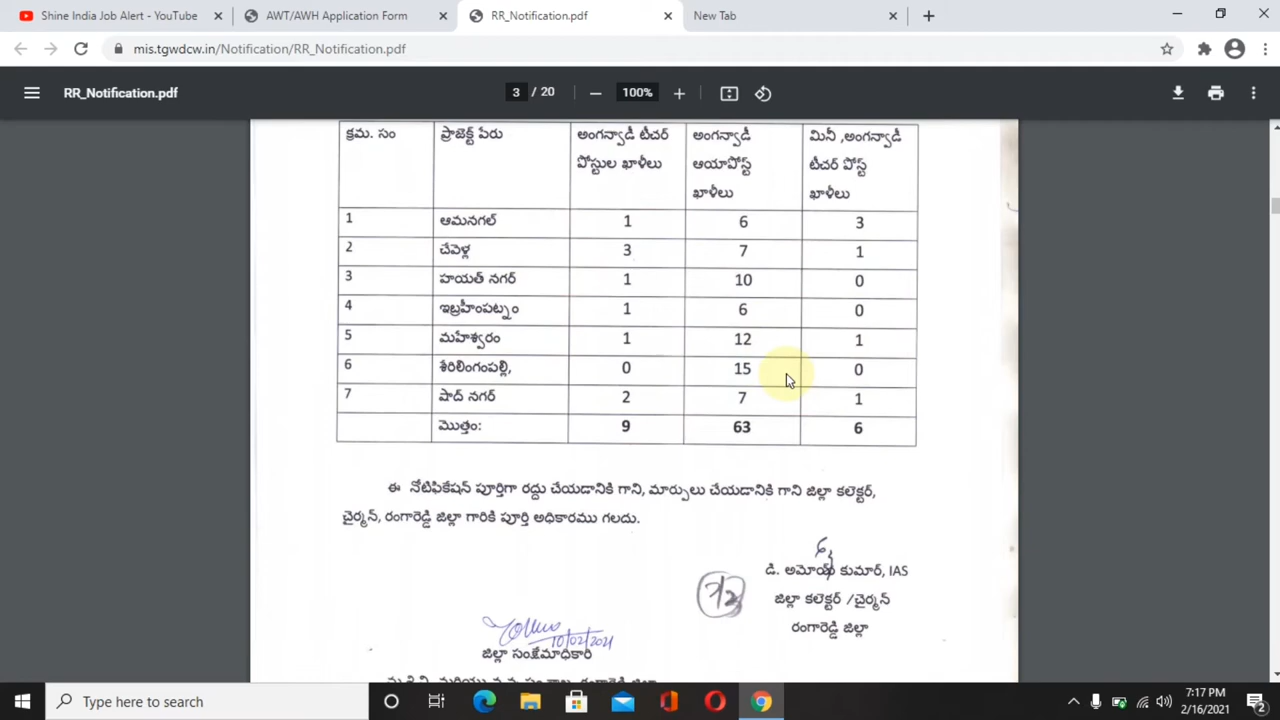 Shine India Job Alert - YouTube
AWT/AWH Application Form
RR_Notification.pdf
New Tab
mis.tgwdcw.in/Notification/RR_Notification.pdf
RR_Notification.pdf
3 / 20
100%
క్రమ. సం ప్రాజెక్ట్ పేరు అంగన్వాడీ టీచర్ పోస్టుల ఖాళీలు అంగన్వాడీ ఆయాపోస్ట్ ఖాళీలు మినీ ,అంగన్వాడీ టీచర్ పోస్ట్ ఖాళీలు
1 ఆమనగల్ 1 6 3
2 చేవెళ్ల 3 7 1
3 హయత్ నగర్ 1 10 0
4 ఇబ్రహీంపట్నం 1 6 0
5 మహేశ్వరం 1 12 1
6 శేరిలింగంపల్లి, 0 15 0
7 షాద్ నగర్ 2 7 1
మొత్తం: 9 63 6
ఈ నోటిఫికేషన్ పూర్తిగా రద్దు చేయడానికి గాని, మార్పులు చేయడానికి గాని జిల్లా కలెక్టర్,
చైర్మన్, రంగారెడ్డి జిల్లా గారికి పూర్తి అధికారము గలదు.
డి. అమోయ్ కుమార్, IAS
జిల్లా కలెక్టర్ /చైర్మన్
రంగారెడ్డి జిల్లా
10/02/2021
జిల్లా సంక్షేమాధికారి
Type here to search
7:17 PM
2/16/2021
2